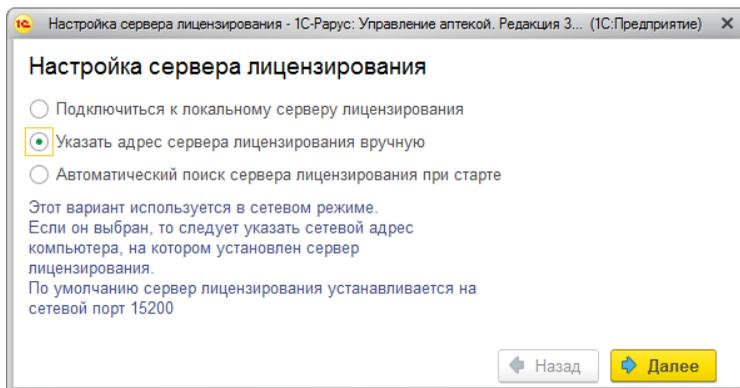 1С Настройка сервера лицензирования - 1С-Рарус: Управление аптекой. Редакция 3... (1С:Предприятие)
Настройка сервера лицензирования
Подключиться к локальному серверу лицензирования
Указать адрес сервера лицензирования вручную
Автоматический поиск сервера лицензирования при старте
Этот вариант используется в сетевом режиме.
Если он выбран, то следует указать сетевой адрес
компьютера, на котором установлен сервер
лицензирования.
По умолчанию сервер лицензирования устанавливается на
сетевой порт 15200
Назад Далее